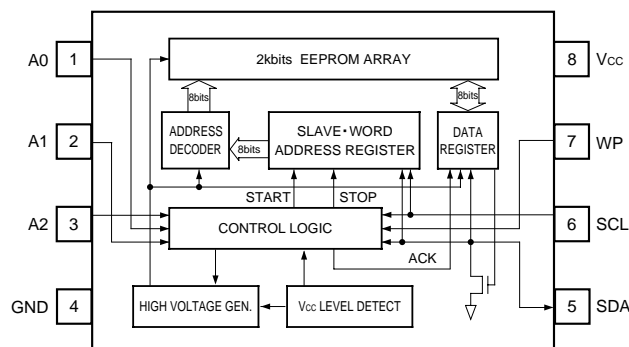 A0 1
2kbits EEPROM ARRAY
8 Vcc
8bits
8bits
A1 2
ADDRESS
DECODER
8bits
SLAVE・WORD
ADDRESS REGISTER
DATA
REGISTER
7 WP
START STOP
A2 3
CONTROL LOGIC
6 SCL
ACK
GND 4
HIGH VOLTAGE GEN.
Vcc LEVEL DETECT
5 SDA